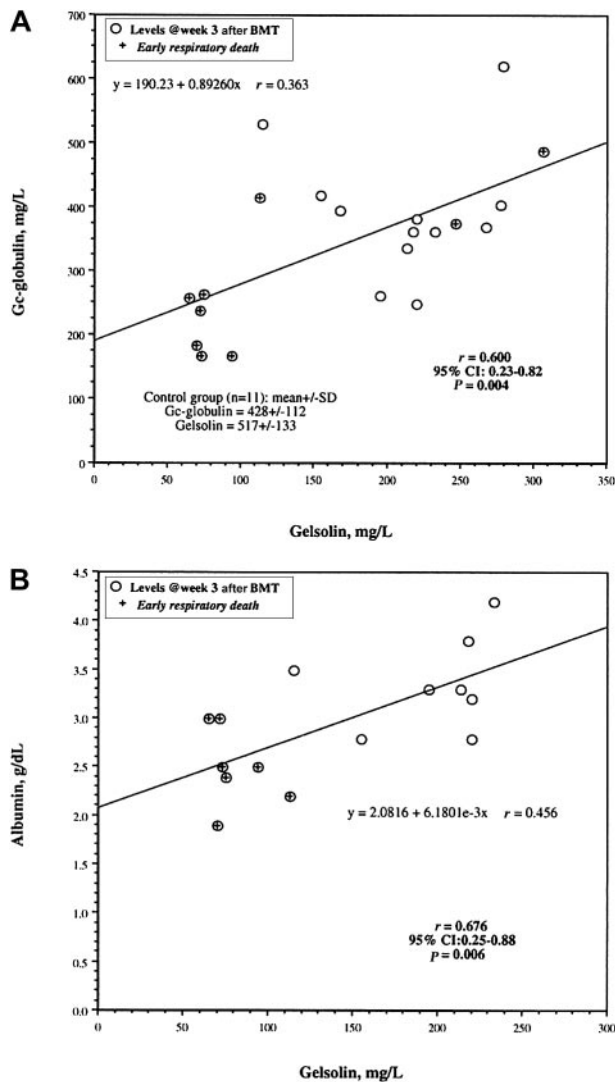 A
Levels @week 3 after BMT
Early respiratory death
y = 190.23 + 0.89260x r = 0.363
r = 0.600
95% CI: 0.23-0.82
P = 0.004
Control group (n=11): mean+/-SD
Gc-globulin = 428+/-112
Gelsolin = 517+/-133
Gc-globulin, mg/L
700
600
500
400
300
200
100
0
0 50 100 150 200 250 300 350
Gelsolin, mg/L
B
Levels @week 3 after BMT
Early respiratory death
y = 2.0816 + 6.1801e-3x r = 0.456
r = 0.676
95% CI:0.25-0.88
P = 0.006
Albumin, g/dL
4.5
4.0
3.5
3.0
2.5
2.0
1.5
1.0
0.5
0.0
0 50 100 150 200 250 300
Gelsolin, mg/L